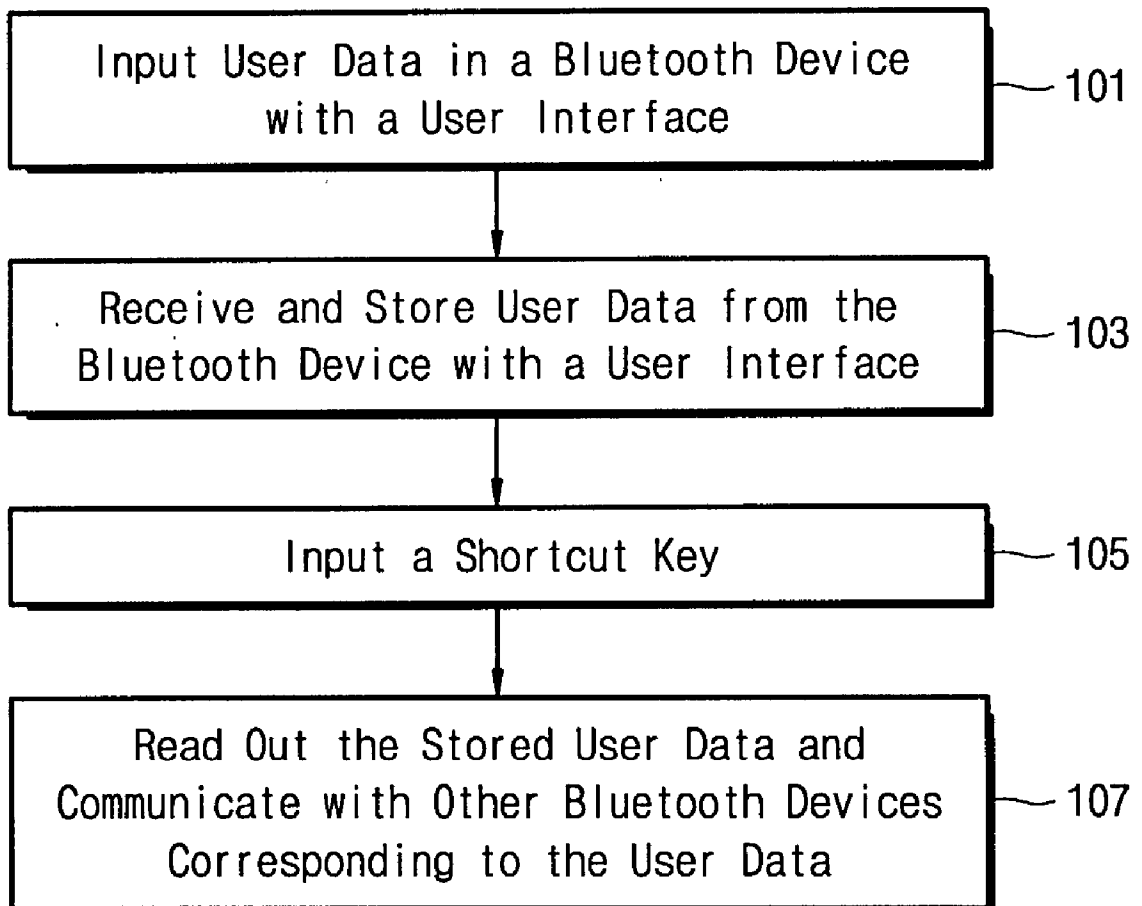 Input User Data in a Bluetooth Device
with a User Interface
101
Receive and Store User Data from the
Bluetooth Device with a User Interface
103
Input a Shortcut Key
105
Read Out the Stored User Data and
Communicate with Other Bluetooth Devices
Corresponding to the User Data
107